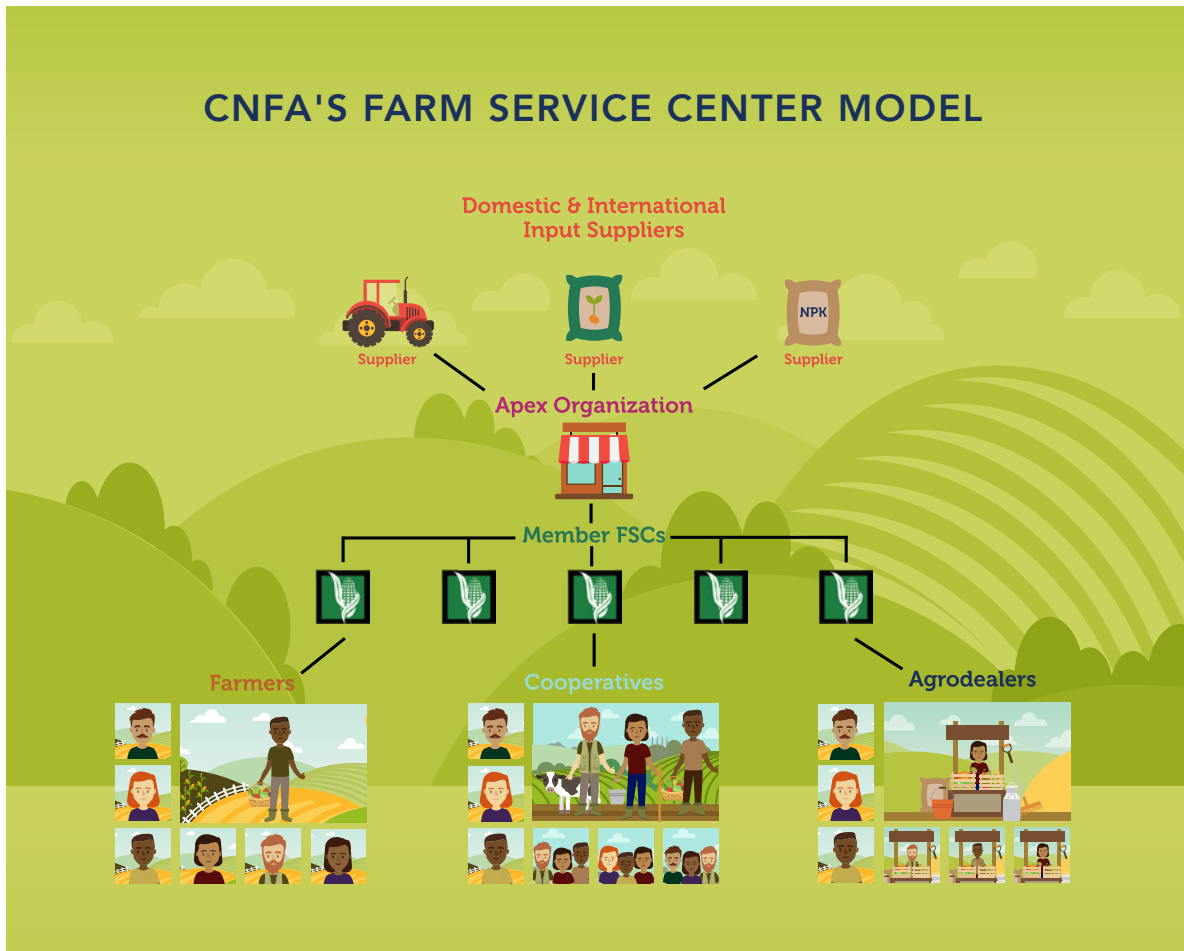 CNFA'S FARM SERVICE CENTER MODEL
Domestic & International
Input Suppliers
NPK
Supplier
Supplier
Supplier
Apex Organization
Member FSCs
Farmers
Cooperatives
Agrodealers